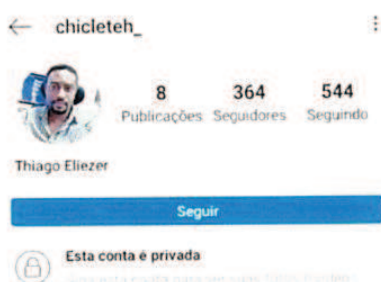 chicleteh_
8 364 544
Publicações Seguidores Seguindo
Thiago Eliezer
Seguir
Esta conta é privada